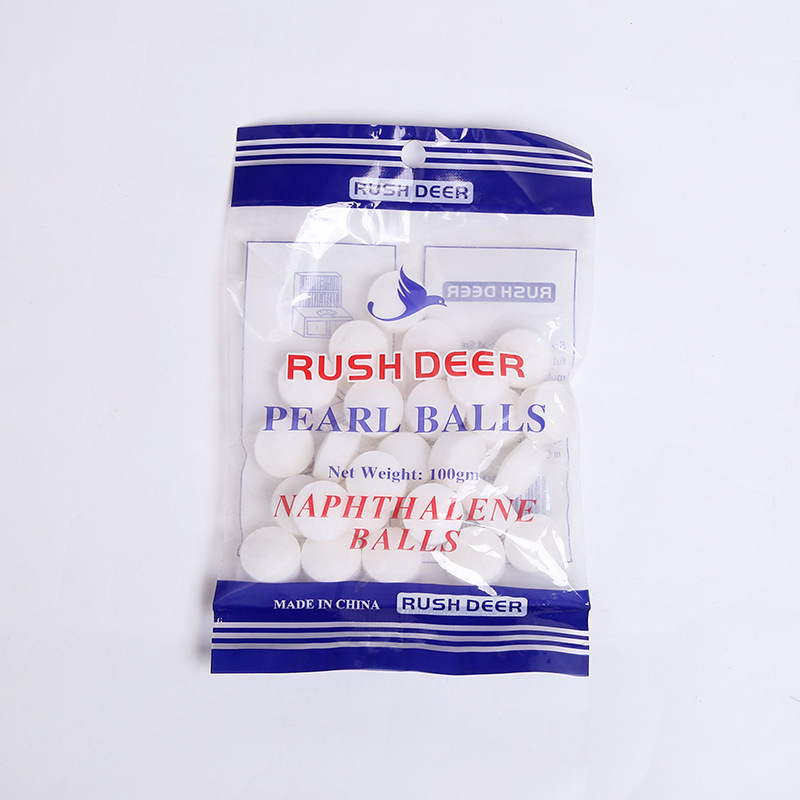 RUSH DEER
RUSH DEER
RUSH DEER
PEARL BALLS
Net Weight: 100gm
NAPHTHALENE
BALLS
MADE IN CHINA RUSH DEER